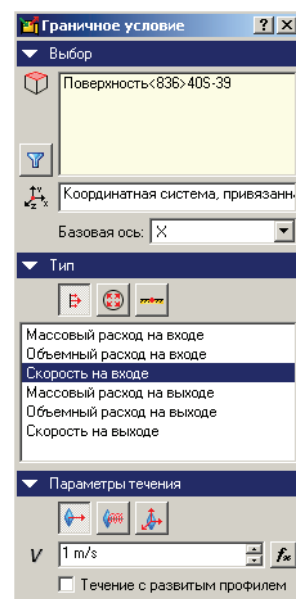 Граничное условие
Выбор
Поверхность<836>40S-39
Координатная система, привязанн
Базовая ось: X
Тип
Массовый расход на входе
Объемный расход на входе
Скорость на входе
Массовый расход на выходе
Объемный расход на выходе
Скорость на выходе
Параметры течения
V 1 m/s
Течение с развитым профилем